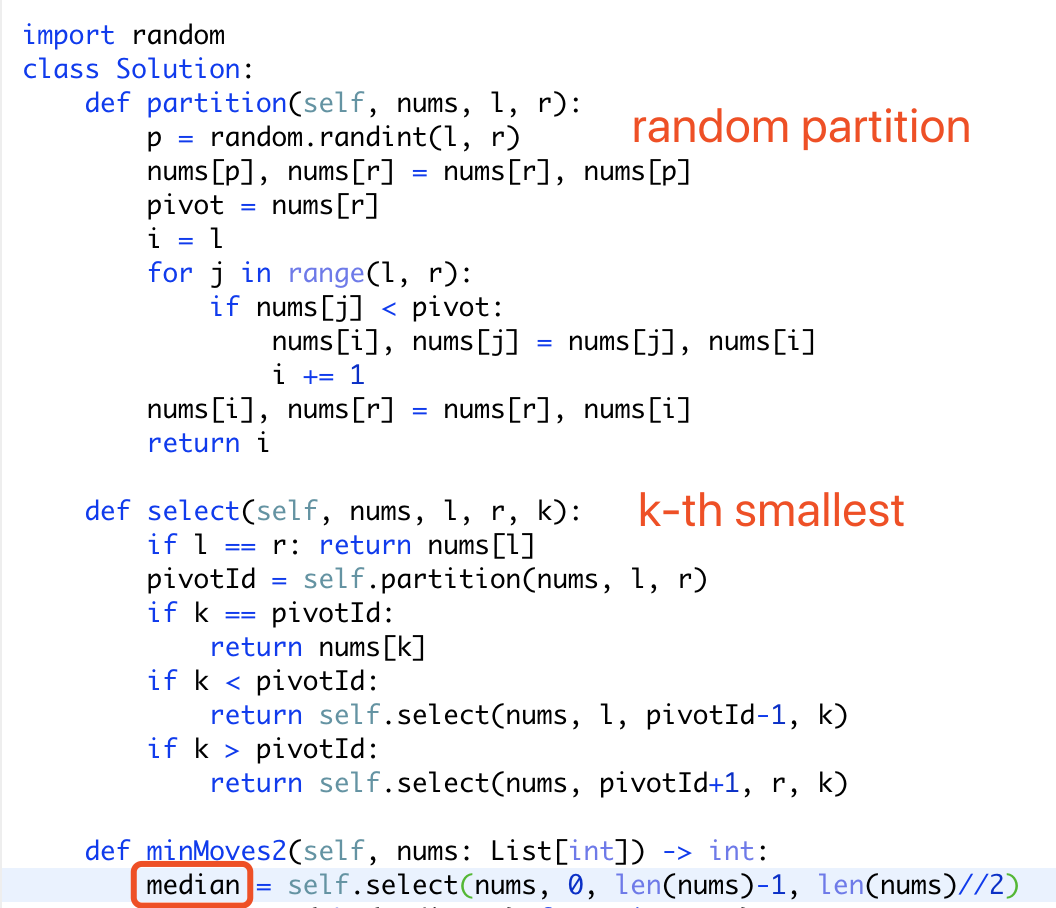 import random
class Solution:
    def partition(self, nums, l, r):
random partition
        p = random.randint(l, r)
        nums[p], nums[r] = nums[r], nums[p]
        pivot = nums[r]
        i = l
        for j in range(l, r):
            if nums[j] < pivot:
                nums[i], nums[j] = nums[j], nums[i]
                i += 1
        nums[i], nums[r] = nums[r], nums[i]
        return i
    def select(self, nums, l, r, k):
k-th smallest
        if l == r: return nums[l]
        pivotId = self.partition(nums, l, r)
        if k == pivotId:
            return nums[k]
        if k < pivotId:
            return self.select(nums, l, pivotId-1, k)
        if k > pivotId:
            return self.select(nums, pivotId+1, r, k)
    def minMoves2(self, nums: List[int]) -> int:
        median = self.select(nums, 0, len(nums)-1, len(nums)//2)